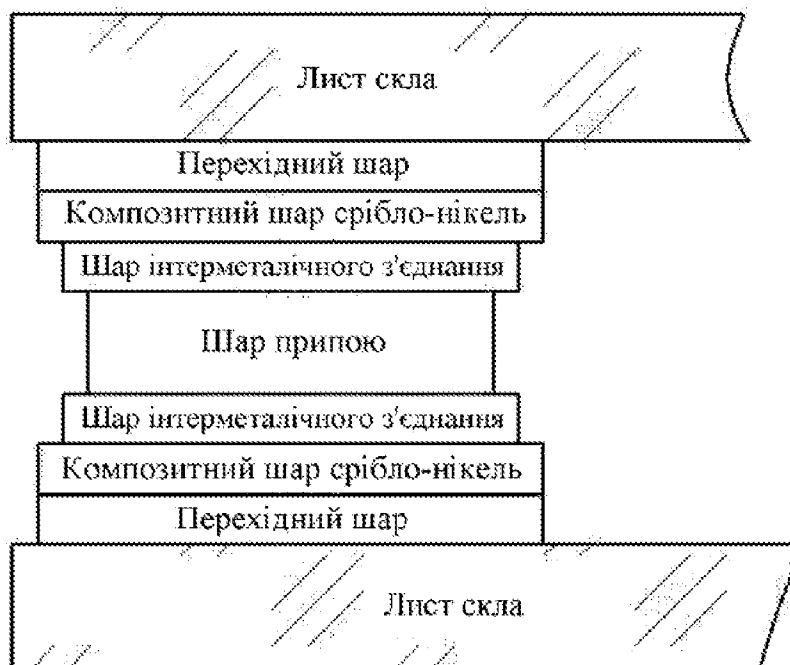 Лист скла
Перехідний шар
Композитний шар срібло-нікель
Шар інтерметалічного з'єднання
Шар припою
Шар інтерметалічного з'єднання
Композитний шар срібло-нікель
Перехідний шар
Лист скла